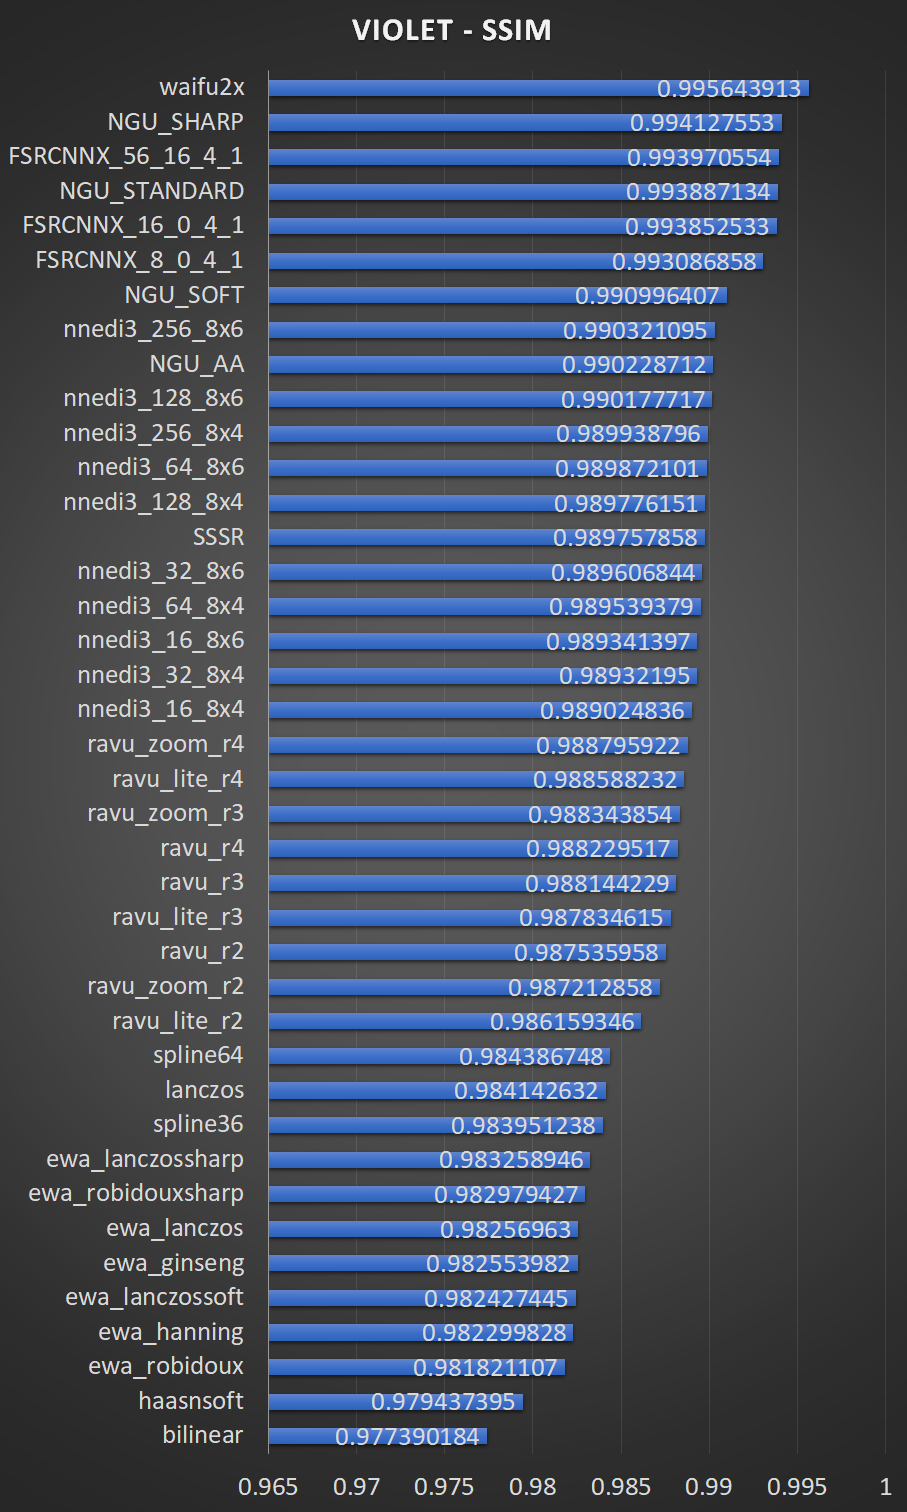 VIOLET - SSIM
waifu2x 0.995643913
NGU_SHARP 0.994127553
FSRCNNX_56_16_4_1 0.993970554
NGU_STANDARD 0.993887134
FSRCNNX_16_0_4_1 0.993852533
FSRCNNX_8_0_4_1 0.993086858
NGU_SOFT 0.990996407
nnedi3_256_8x6 0.990321095
NGU_AA 0.990228712
nnedi3_128_8x6 0.990177717
nnedi3_256_8x4 0.989938796
nnedi3_64_8x6 0.989872101
nnedi3_128_8x4 0.989776151
SSSR 0.989757858
nnedi3_32_8x6 0.989606844
nnedi3_64_8x4 0.989539379
nnedi3_16_8x6 0.989341397
nnedi3_32_8x4 0.98932195
nnedi3_16_8x4 0.989024836
ravu_zoom_r4 0.988795922
ravu_lite_r4 0.988588232
ravu_zoom_r3 0.988343854
ravu_r4 0.988229517
ravu_r3 0.988144229
ravu_lite_r3 0.987834615
ravu_r2 0.987535958
ravu_zoom_r2 0.987212858
ravu_lite_r2 0.986159346
spline64 0.984386748
lanczos 0.984142632
spline36 0.983951238
ewa_lanczossharp 0.983258946
ewa_robidouxsharp 0.982979427
ewa_lanczos 0.98256963
ewa_ginseng 0.982553982
ewa_lanczossoft 0.982427445
ewa_hanning 0.982299828
ewa_robidoux 0.981821107
haasnsoft 0.979437395
bilinear 0.977390184
0.965 0.97 0.975 0.98 0.985 0.99 0.995 1